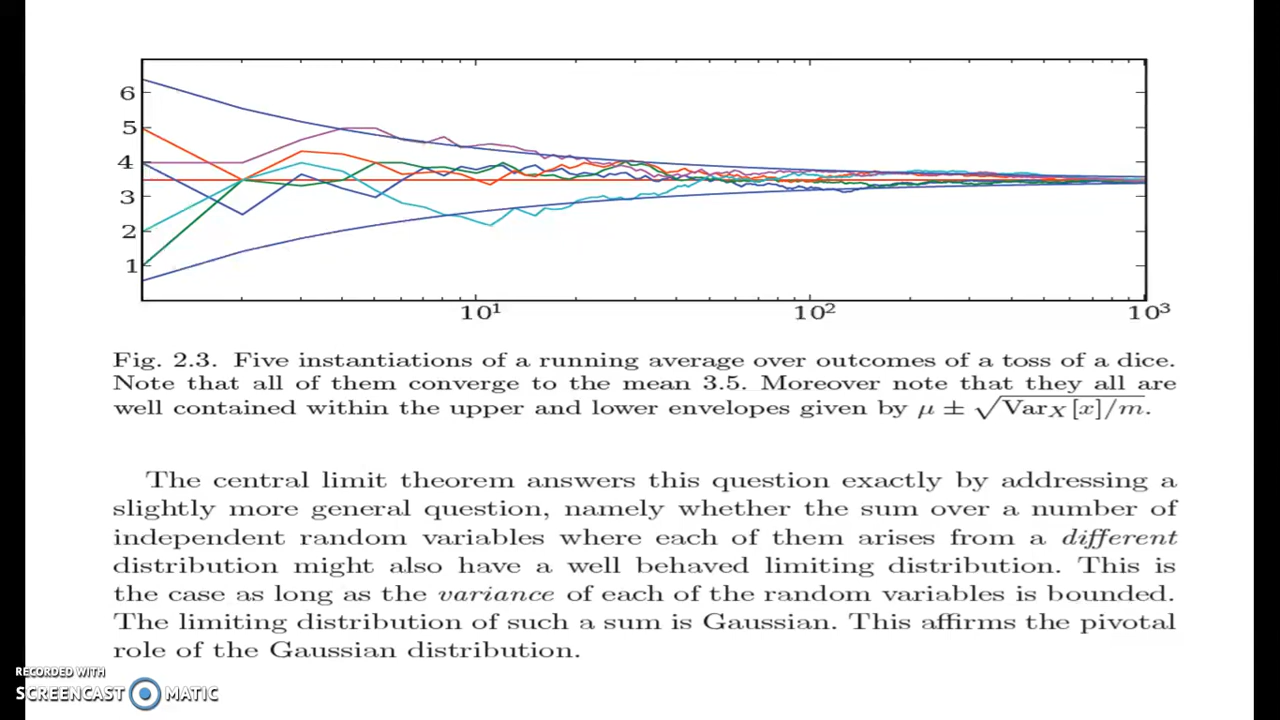 6
5
4
3
2
1
10¹ 10² 10³
Fig. 2.3. Five instantiations of a running average over outcomes of a toss of a dice.
Note that all of them converge to the mean 3.5. Moreover note that they all are
well contained within the upper and lower envelopes given by μ ± √(Var_X[x]/m).
The central limit theorem answers this question exactly by addressing a
slightly more general question, namely whether the sum over a number of
independent random variables where each of them arises from a different
distribution might also have a well behaved limiting distribution. This is
the case as long as the variance of each of the random variables is bounded.
The limiting distribution of such a sum is Gaussian. This affirms the pivotal
role of the Gaussian distribution.
RECORDED WITH
SCREENCAST MATIC